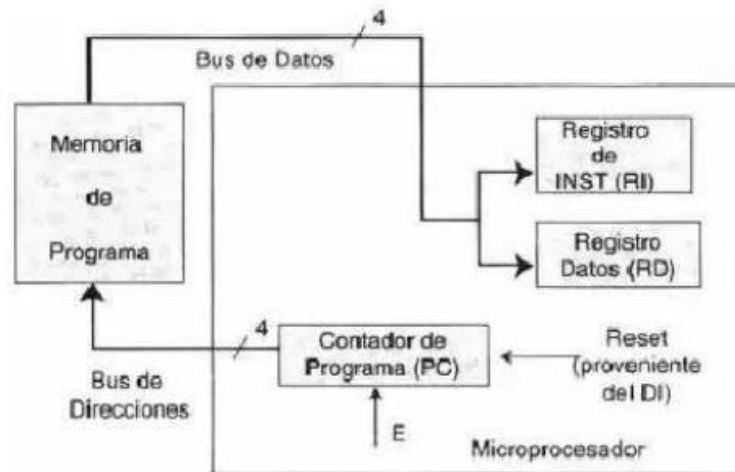 4
Bus de Datos
Memoria
de
Programa
Registro
de
INST (RI)
Registro
Datos (RD)
4
Contador de
Programa (PC)
Reset
(proveniente
del DI)
Bus de
Direcciones
E
Microprocesador